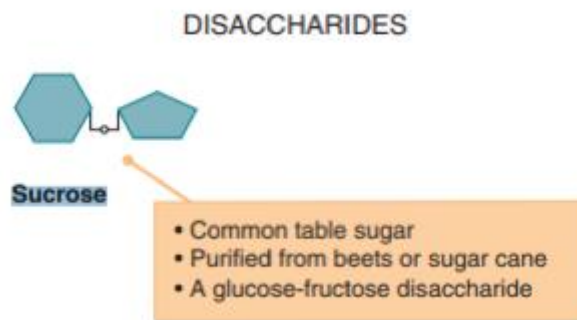 DISACCHARIDES
Sucrose
• Common table sugar
• Purified from beets or sugar cane
• A glucose-fructose disaccharide